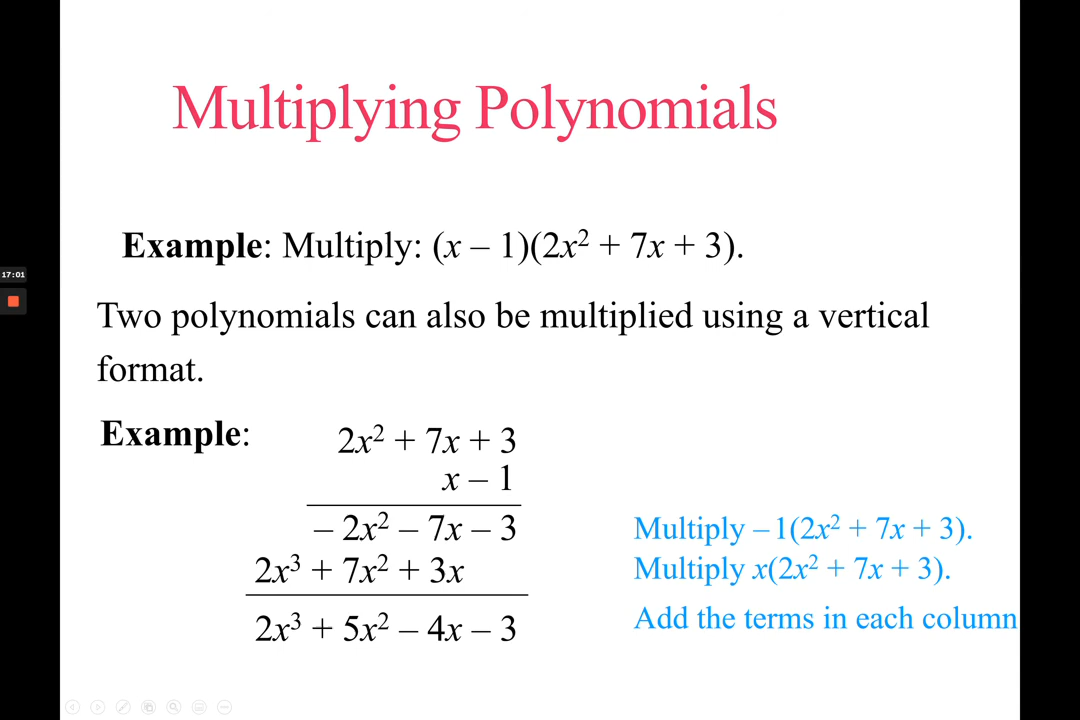 Multiplying Polynomials
Example: Multiply: (x – 1)(2x² + 7x + 3).
17:01
Two polynomials can also be multiplied using a vertical
format.
Example:
2x² + 7x + 3
x – 1
– 2x² – 7x – 3
Multiply –1(2x² + 7x + 3).
2x³ + 7x² + 3x
Multiply x(2x² + 7x + 3).
2x³ + 5x² – 4x – 3
Add the terms in each column